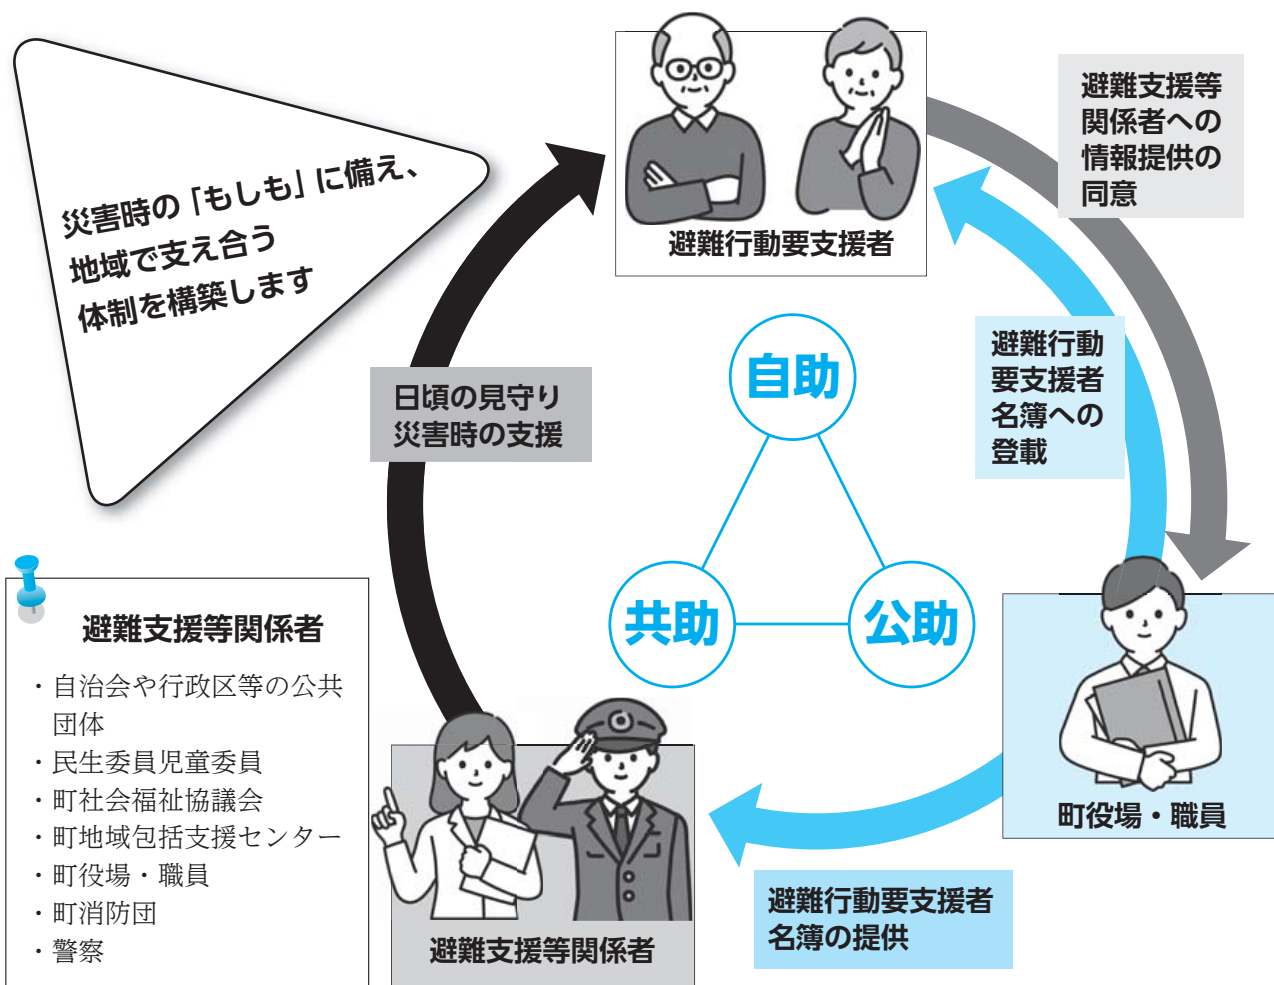 災害時の「もしも」に備え、
地域で支え合う
体制を構築します
避難行動要支援者
避難支援等
関係者への
情報提供の
同意
避難行動
要支援者
名簿への
登載
日頃の見守り
災害時の支援
自助
共助
公助
町役場・職員
避難行動要支援者
名簿の提供
避難支援等関係者
避難支援等関係者
・自治会や行政区等の公共
団体
・民生委員児童委員
・町社会福祉協議会
・町地域包括支援センター
・町役場・職員
・町消防団
・警察